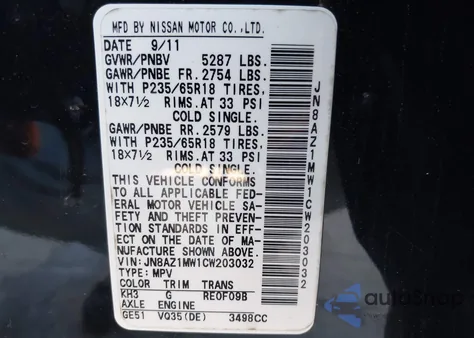 MFD BY NISSAN MOTOR CO.,LTD.
DATE 9/11
GVWR/PNBV 5287 LBS.
GAWR/PNBE FR. 2754 LBS.
WITH P235/65R18 TIRES,
18X7½ RIMS.AT 33 PSI
COLD SINGLE.
GAWR/PNBE RR. 2579 LBS.
WITH P235/65R18 TIRES,
18X7½ RIMS.AT 33 PSI
COLD SINGLE.
THIS VEHICLE CONFORMS
TO ALL APPLICABLE FED-
ERAL MOTOR VEHICLE SA-
FETY AND THEFT PREVEN-
TION STANDARDS IN EFF-
ECT ON THE DATE OF MA-
NUFACTURE SHOWN ABOVE.
VIN:JN8AZ1MW1CW203032
TYPE: MPV
COLOR TRIM TRANS
KH3 G RE0F09B
AXLE ENGINE
GE51 VQ35(DE) 3498CC
JN8AZ1MW1CW203032
autoSnap